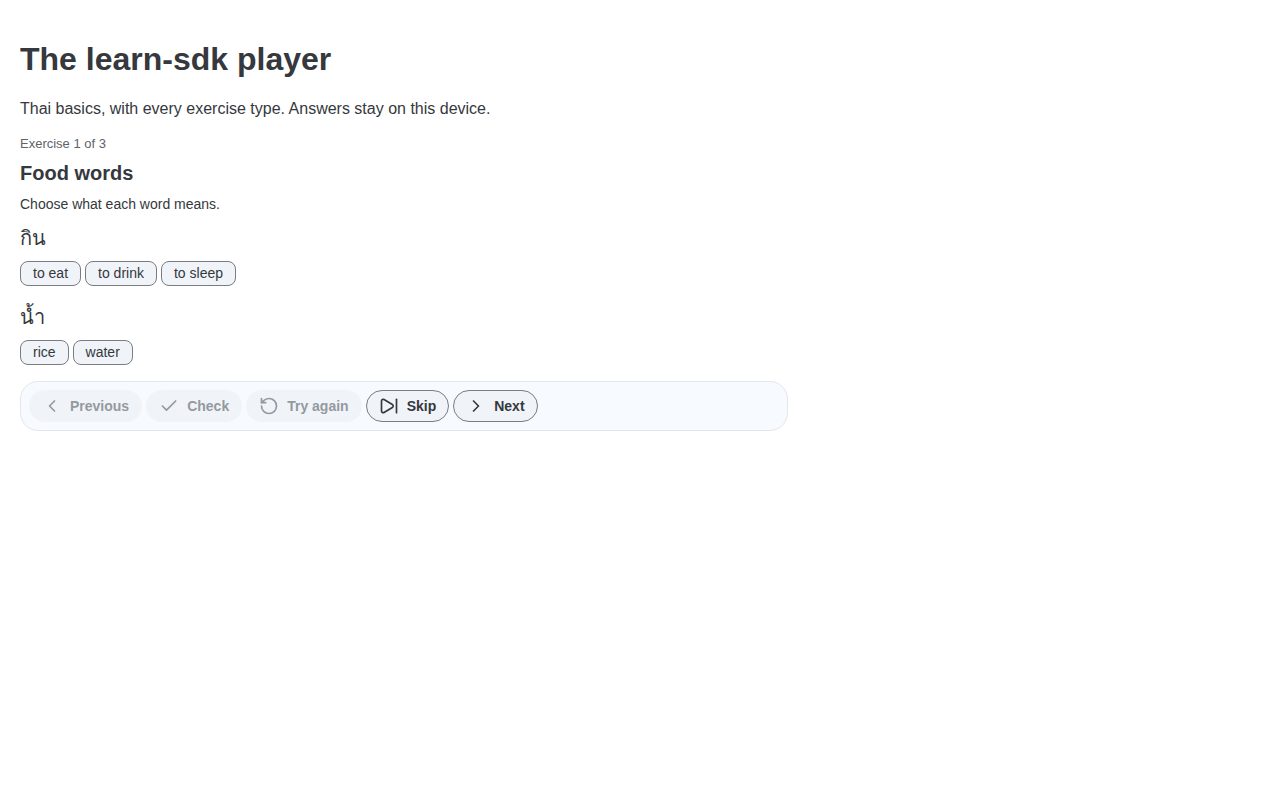 The learn-sdk player
Thai basics, with every exercise type. Answers stay on this device.
Exercise 1 of 3
Food words
Choose what each word means.
กิน
to eat to drink to sleep
น้ำ
rice water
Previous Check Try again Skip Next